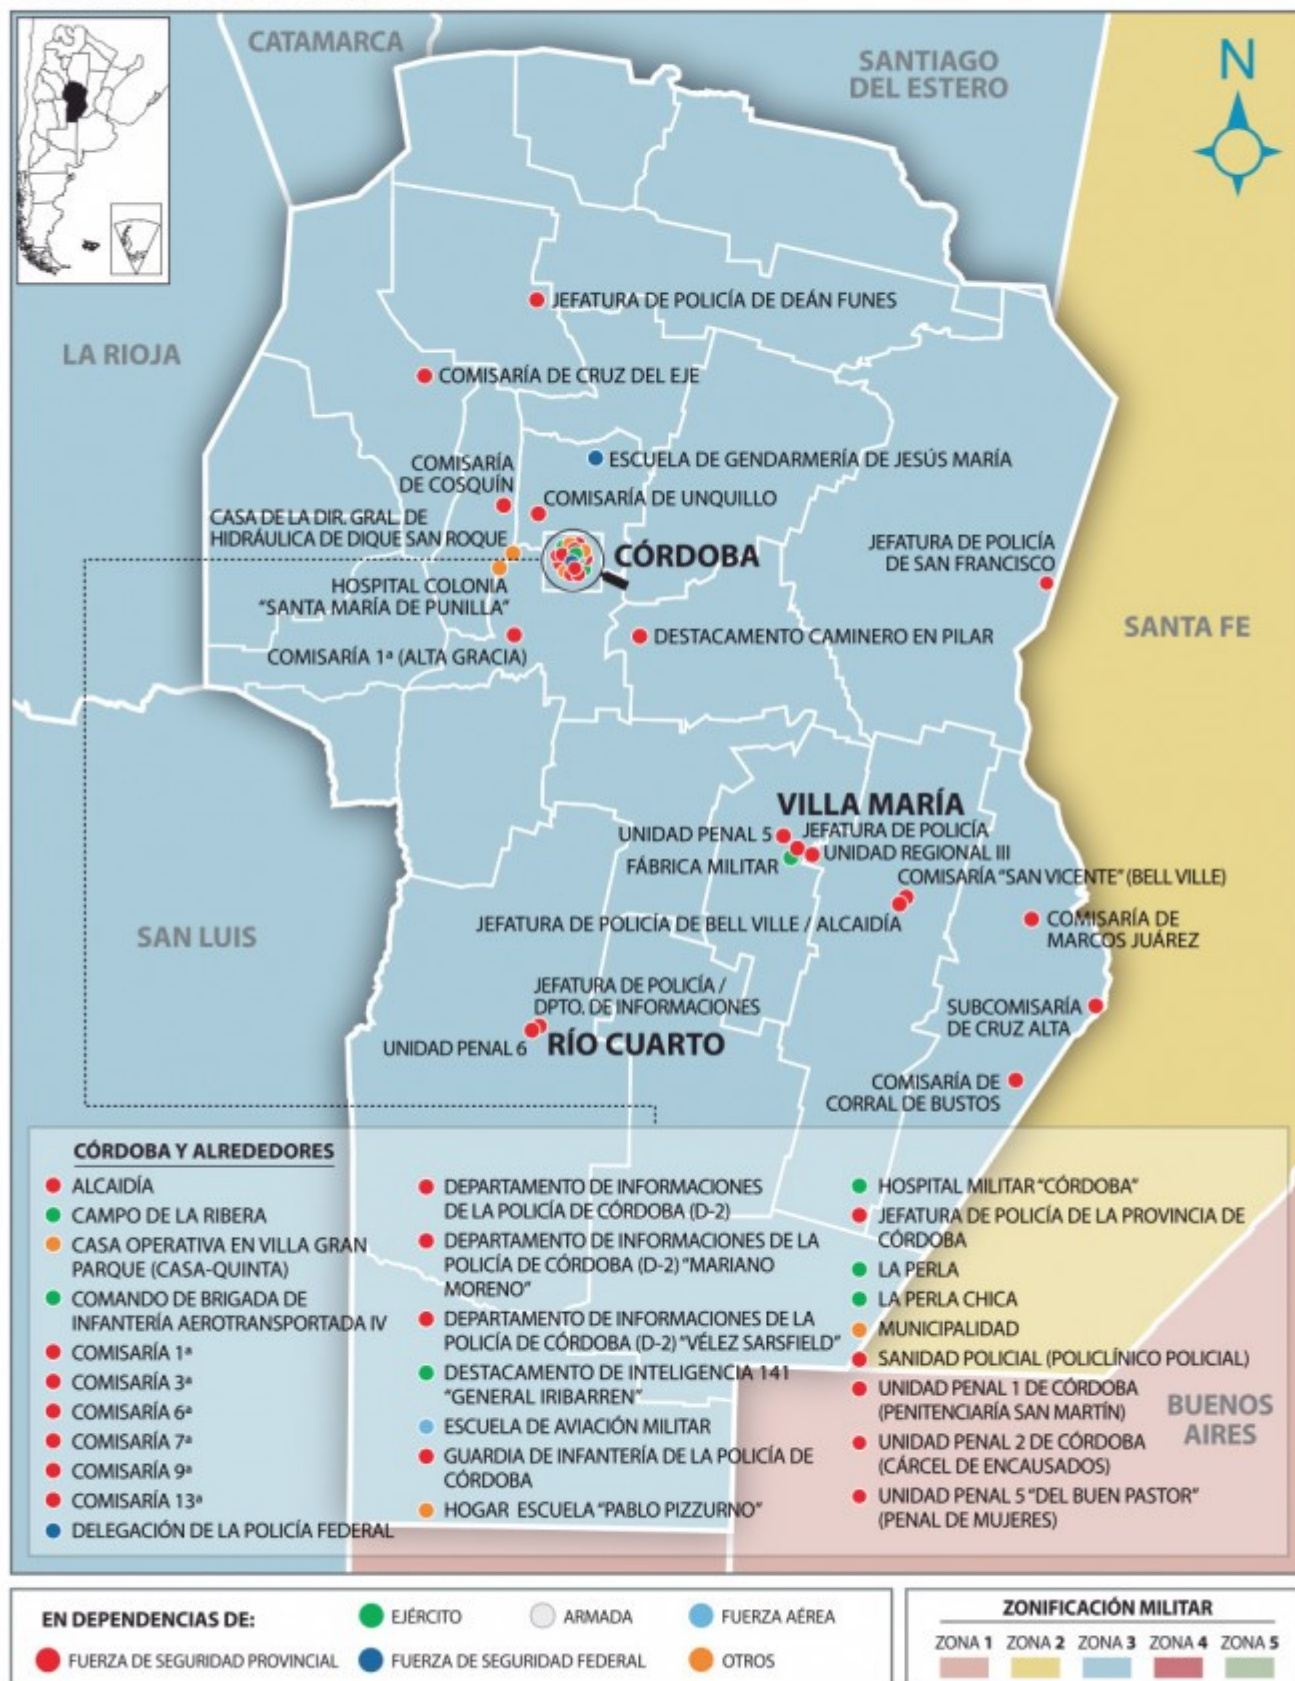 CATAMARCA
SANTIAGO
DEL ESTERO
N
LA RIOJA
JEFATURA DE POLICÍA DE DEÁN FUNES
COMISARÍA DE CRUZ DEL EJE
ESCUELA DE GENDARMERÍA DE JESÚS MARÍA
COMISARÍA
DE COSQUÍN
COMISARÍA DE UNQUILLO
CASA DE LA DIR. GRAL. DE
HIDRÁULICA DE DIQUE SAN ROQUE
CÓRDOBA
JEFATURA DE POLICÍA
DE SAN FRANCISCO
HOSPITAL COLONIA
"SANTA MARÍA DE PUNILLA"
SANTA FE
DESTACAMENTO CAMINERO EN PILAR
COMISARÍA 1ª (ALTA GRACIA)
VILLA MARÍA
UNIDAD PENAL 5
JEFATURA DE POLICÍA
UNIDAD REGIONAL III
FÁBRICA MILITAR
COMISARÍA "SAN VICENTE" (BELL VILLE)
JEFATURA DE POLICÍA DE BELL VILLE / ALCAIDÍA
COMISARÍA DE
MARCOS JUÁREZ
SAN LUIS
JEFATURA DE POLICÍA /
DPTO. DE INFORMACIONES
SUBCOMISARÍA
DE CRUZ ALTA
UNIDAD PENAL 6
RÍO CUARTO
COMISARÍA DE
CORRAL DE BUSTOS
CÓRDOBA Y ALREDEDORES
ALCAIDÍA
CAMPO DE LA RIBERA
CASA OPERATIVA EN VILLA GRAN
PARQUE (CASA-QUINTA)
COMANDO DE BRIGADA DE
INFANTERÍA AEROTRANSPORTADA IV
COMISARÍA 1ª
COMISARÍA 3ª
COMISARÍA 6ª
COMISARÍA 7ª
COMISARÍA 9ª
COMISARÍA 13ª
DELEGACIÓN DE LA POLICÍA FEDERAL
DEPARTAMENTO DE INFORMACIONES
DE LA POLICÍA DE CÓRDOBA (D-2)
DEPARTAMENTO DE INFORMACIONES DE LA
POLICÍA DE CÓRDOBA (D-2) "MARIANO
MORENO"
DEPARTAMENTO DE INFORMACIONES DE LA
POLICÍA DE CÓRDOBA (D-2) "VÉLEZ SARSFIELD"
DESTACAMENTO DE INTELIGENCIA 141
"GENERAL IRIBARREN"
ESCUELA DE AVIACIÓN MILITAR
GUARDIA DE INFANTERÍA DE LA POLICÍA DE
CÓRDOBA
HOGAR ESCUELA "PABLO PIZZURNO"
HOSPITAL MILITAR "CÓRDOBA"
JEFATURA DE POLICÍA DE LA PROVINCIA DE
CÓRDOBA
LA PERLA
LA PERLA CHICA
MUNICIPALIDAD
SANIDAD POLICIAL (POLICLÍNICO POLICIAL)
UNIDAD PENAL 1 DE CÓRDOBA
(PENITENCIARÍA SAN MARTÍN)
UNIDAD PENAL 2 DE CÓRDOBA
(CÁRCEL DE ENCAUSADOS)
UNIDAD PENAL 5 "DEL BUEN PASTOR"
(PENAL DE MUJERES)
BUENOS
AIRES
EN DEPENDENCIAS DE:
EJÉRCITO
ARMADA
FUERZA AÉREA
FUERZA DE SEGURIDAD PROVINCIAL
FUERZA DE SEGURIDAD FEDERAL
OTROS
ZONIFICACIÓN MILITAR
ZONA 1 ZONA 2 ZONA 3 ZONA 4 ZONA 5